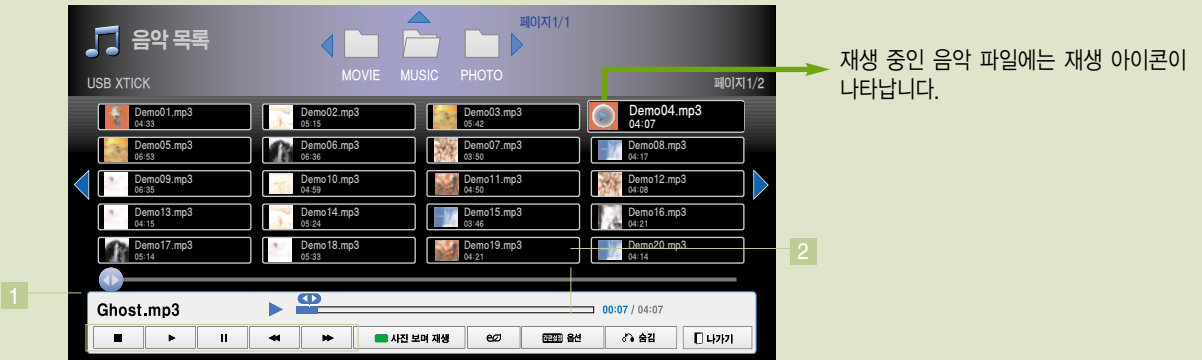 페이지1/1
음악 목록
MOVIE MUSIC PHOTO
USB XTICK
페이지1/2
재생 중인 음악 파일에는 재생 아이콘이
나타납니다.
Demo01.mp3 Demo02.mp3 Demo03.mp3 Demo04.mp3
04:33 05:15 05:42 04:07
Demo05.mp3 Demo06.mp3 Demo07.mp3 Demo08.mp3
06:53 06:36 03:50 04:17
Demo09.mp3 Demo10.mp3 Demo11.mp3 Demo12.mp3
06:35 04:59 04:50 04:08
Demo13.mp3 Demo14.mp3 Demo15.mp3 Demo16.mp3
04:15 05:24 03:46 04:21
Demo17.mp3 Demo18.mp3 Demo19.mp3 Demo20.mp3
05:14 05:33 04:21 04:14
2
1
Ghost.mp3 00:07 / 04:07
사진 보며 재생 옵션 숨김 나가기